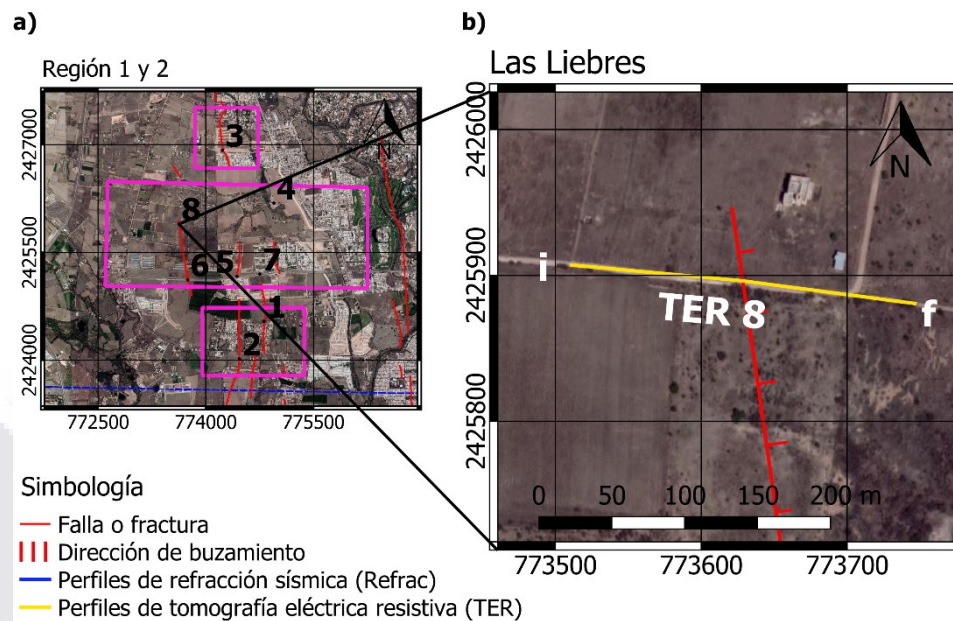 a)
Región 1 y 2
2427000
2425500
2424000
772500 774000 775500
3
4
8
6 5 7
1
2
N
b)
Las Liebres
2426000
2425900
2425800
773500 773600 773700
N
i
TER 8
f
0 50 100 150 200 m
Simbología
Falla o fractura
Dirección de buzamiento
Perfiles de refracción sísmica (Refrac)
Perfiles de tomografía eléctrica resistiva (TER)